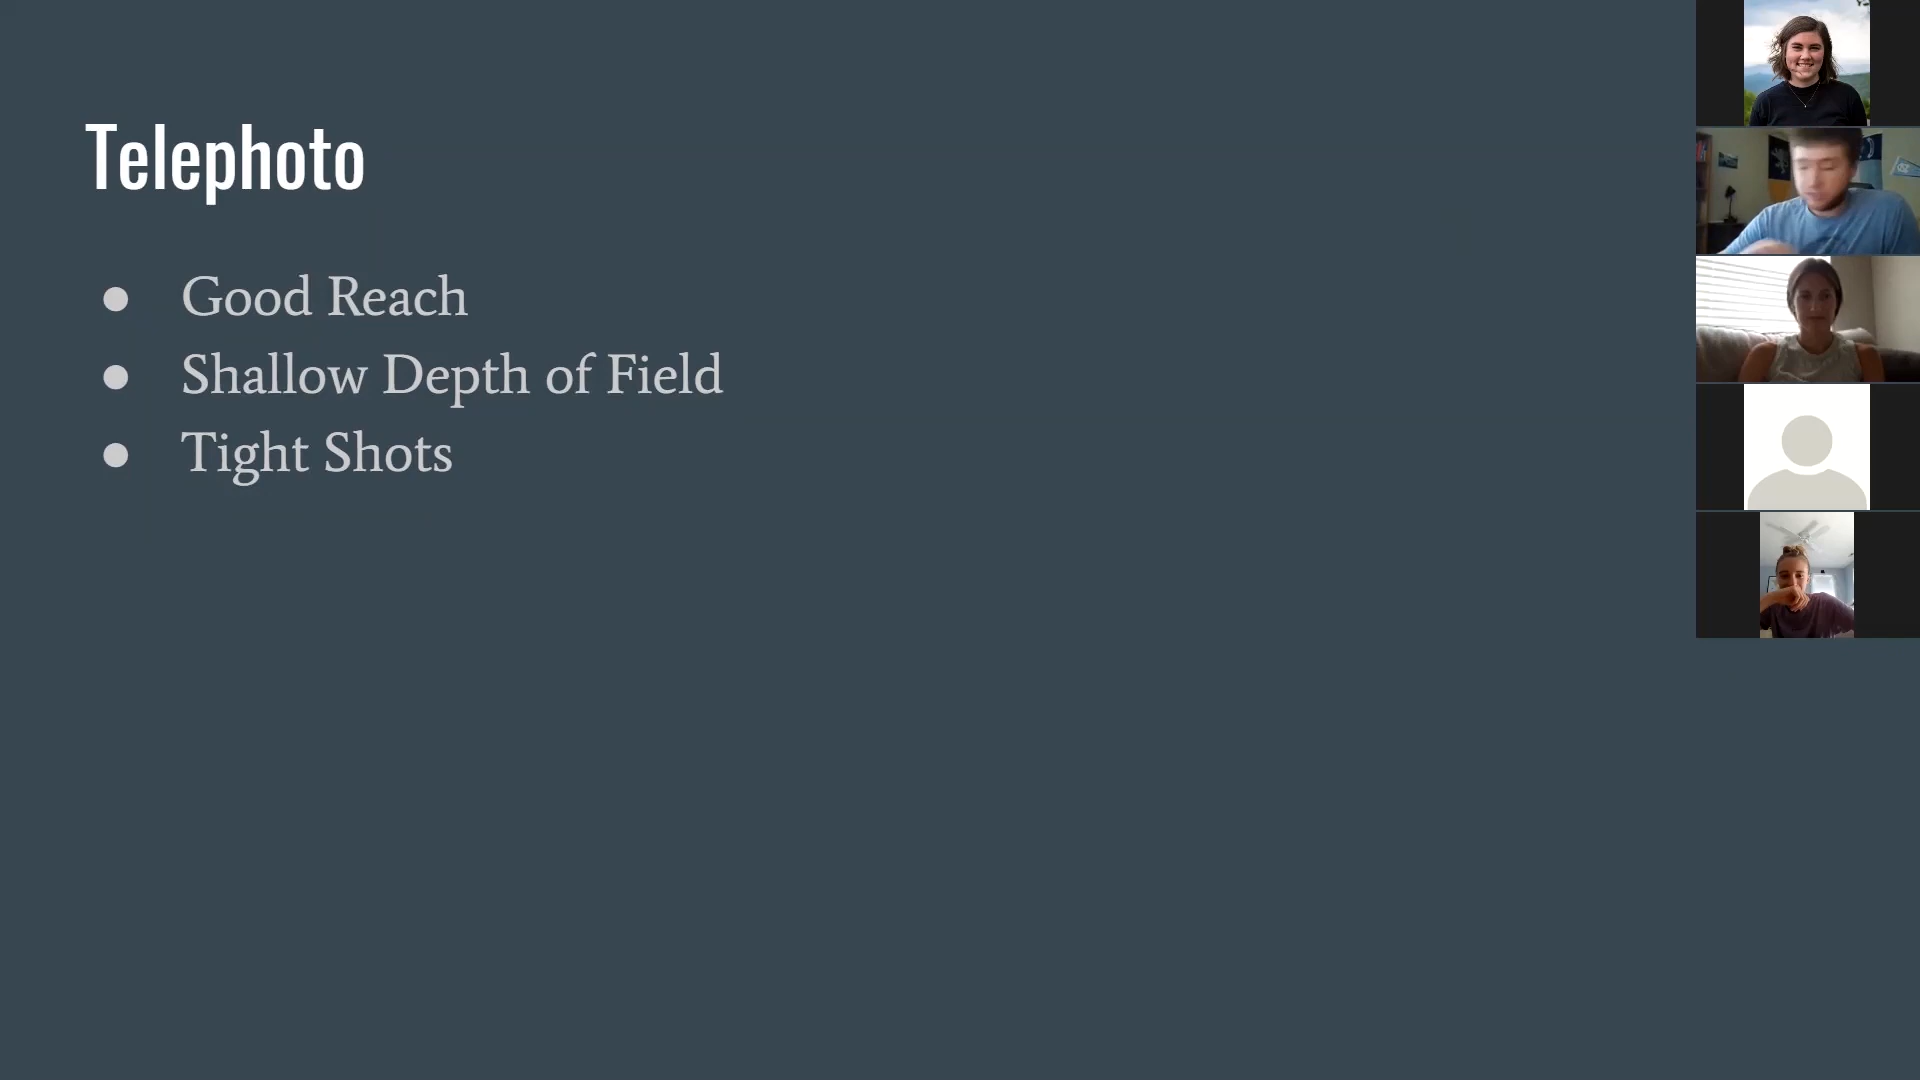 Telephoto
● Good Reach
● Shallow Depth of Field
● Tight Shots